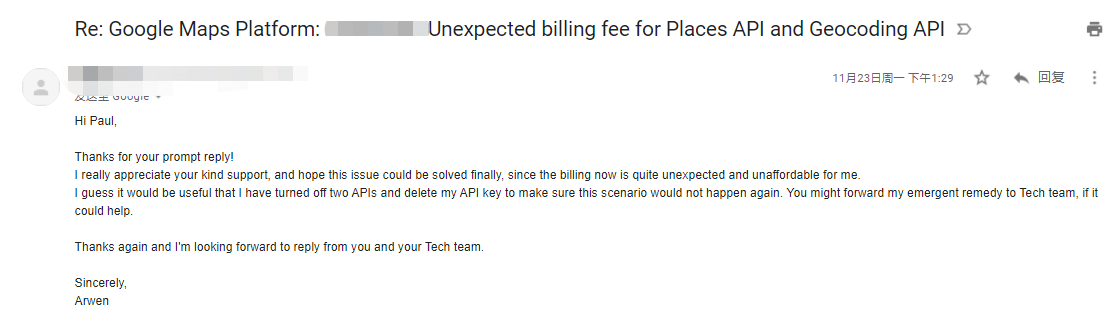 Re: Google Maps Platform: Unexpected billing fee for Places API and Geocoding API
11月23日周一 下午1:29
回复
发送至 Google
Hi Paul,
Thanks for your prompt reply!
I really appreciate your kind support, and hope this issue could be solved finally, since the billing now is quite unexpected and unaffordable for me.
I guess it would be useful that I have turned off two APIs and delete my API key to make sure this scenario would not happen again. You might forward my emergent remedy to Tech team, if it
could help.
Thanks again and I'm looking forward to reply from you and your Tech team.
Sincerely,
Arwen